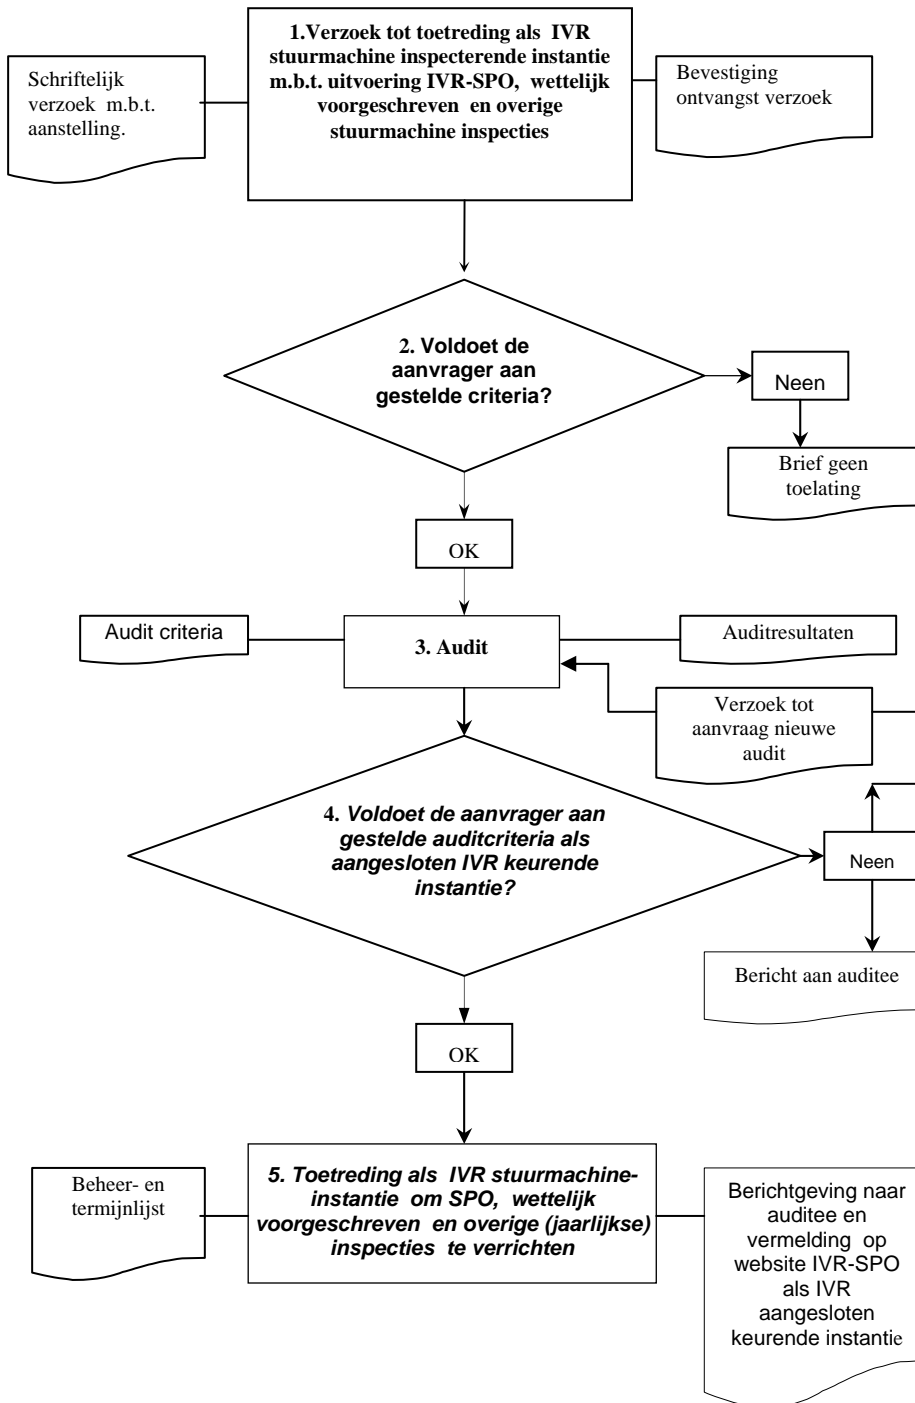 1.Verzoek tot toetreding als IVR
stuurmachine inspecterende instantie
m.b.t. uitvoering IVR-SPO, wettelijk
voorgeschreven en overige
stuurmachine inspecties
Schriftelijk
verzoek m.b.t.
aanstelling.
Bevestiging
ontvangst verzoek
2. Voldoet de
aanvrager aan
gestelde criteria?
Neen
Brief geen
toelating
OK
Audit criteria
3. Audit
Auditresultaten
Verzoek tot
aanvraag nieuwe
audit
4. Voldoet de aanvrager aan
gestelde auditcriteria als
aangesloten IVR keurende
instantie?
Neen
Bericht aan auditee
OK
Beheer- en
termijnlijst
5. Toetreding als IVR stuurmachine-
instantie om SPO, wettelijk
voorgeschreven en overige (jaarlijkse)
inspecties te verrichten
Berichtgeving naar
auditee en
vermelding op
website IVR-SPO
als IVR
aangesloten
keurende instantie